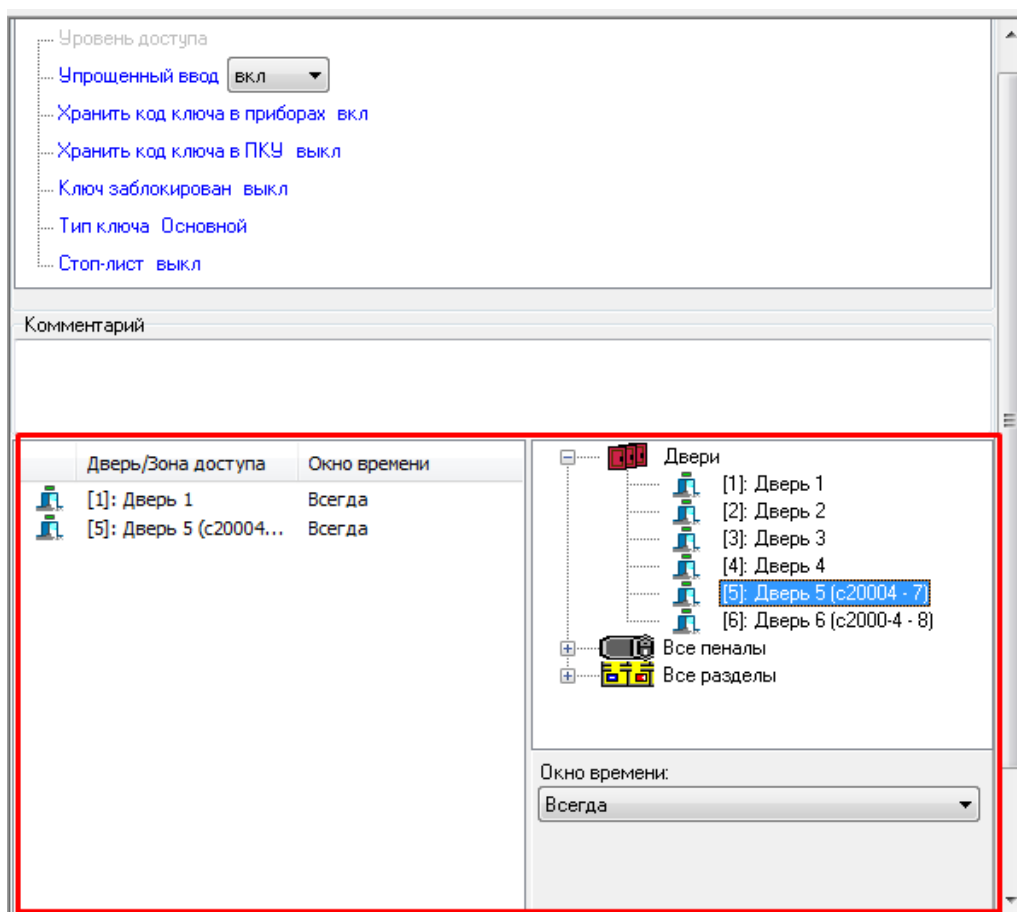 Уровень доступа
Упрощенный ввод вкл
Хранить код ключа в приборах вкл
Хранить код ключа в ПКУ выкл
Ключ заблокирован выкл
Тип ключа Основной
Стоп-лист выкл
Комментарий
Дверь/Зона доступа Окно времени
[1]: Дверь 1 Всегда
[5]: Дверь 5 (с20004... Всегда
Двери
[1]: Дверь 1
[2]: Дверь 2
[3]: Дверь 3
[4]: Дверь 4
[5]: Дверь 5 (с20004 - 7)
[6]: Дверь 6 (с2000-4 - 8)
Все пеналы
Все разделы
Окно времени:
Всегда